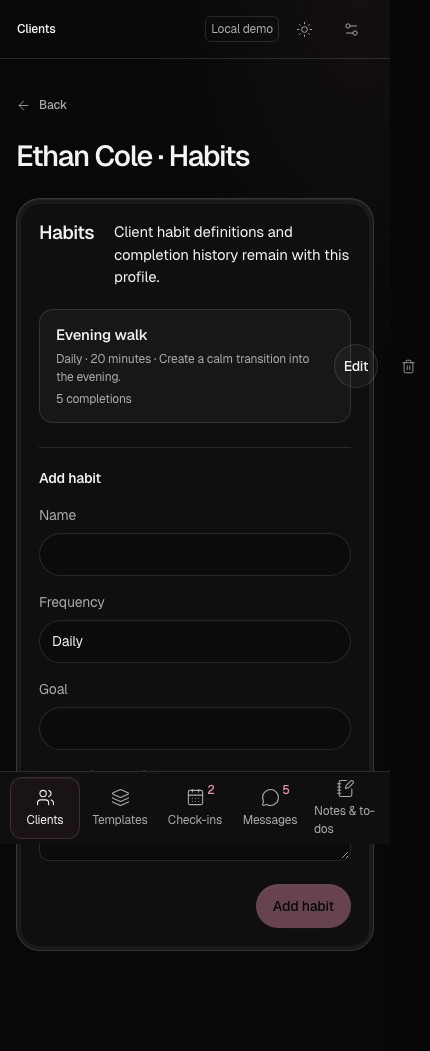 Clients
Local demo
Back
Ethan Cole · Habits
Habits
Client habit definitions and
completion history remain with this
profile.
Evening walk
Daily · 20 minutes · Create a calm transition into
the evening.
5 completions
Edit
Add habit
Name
Frequency
Daily
Goal
Clients
Templates
2
Check-ins
5
Messages
Notes & to-
dos
Add habit